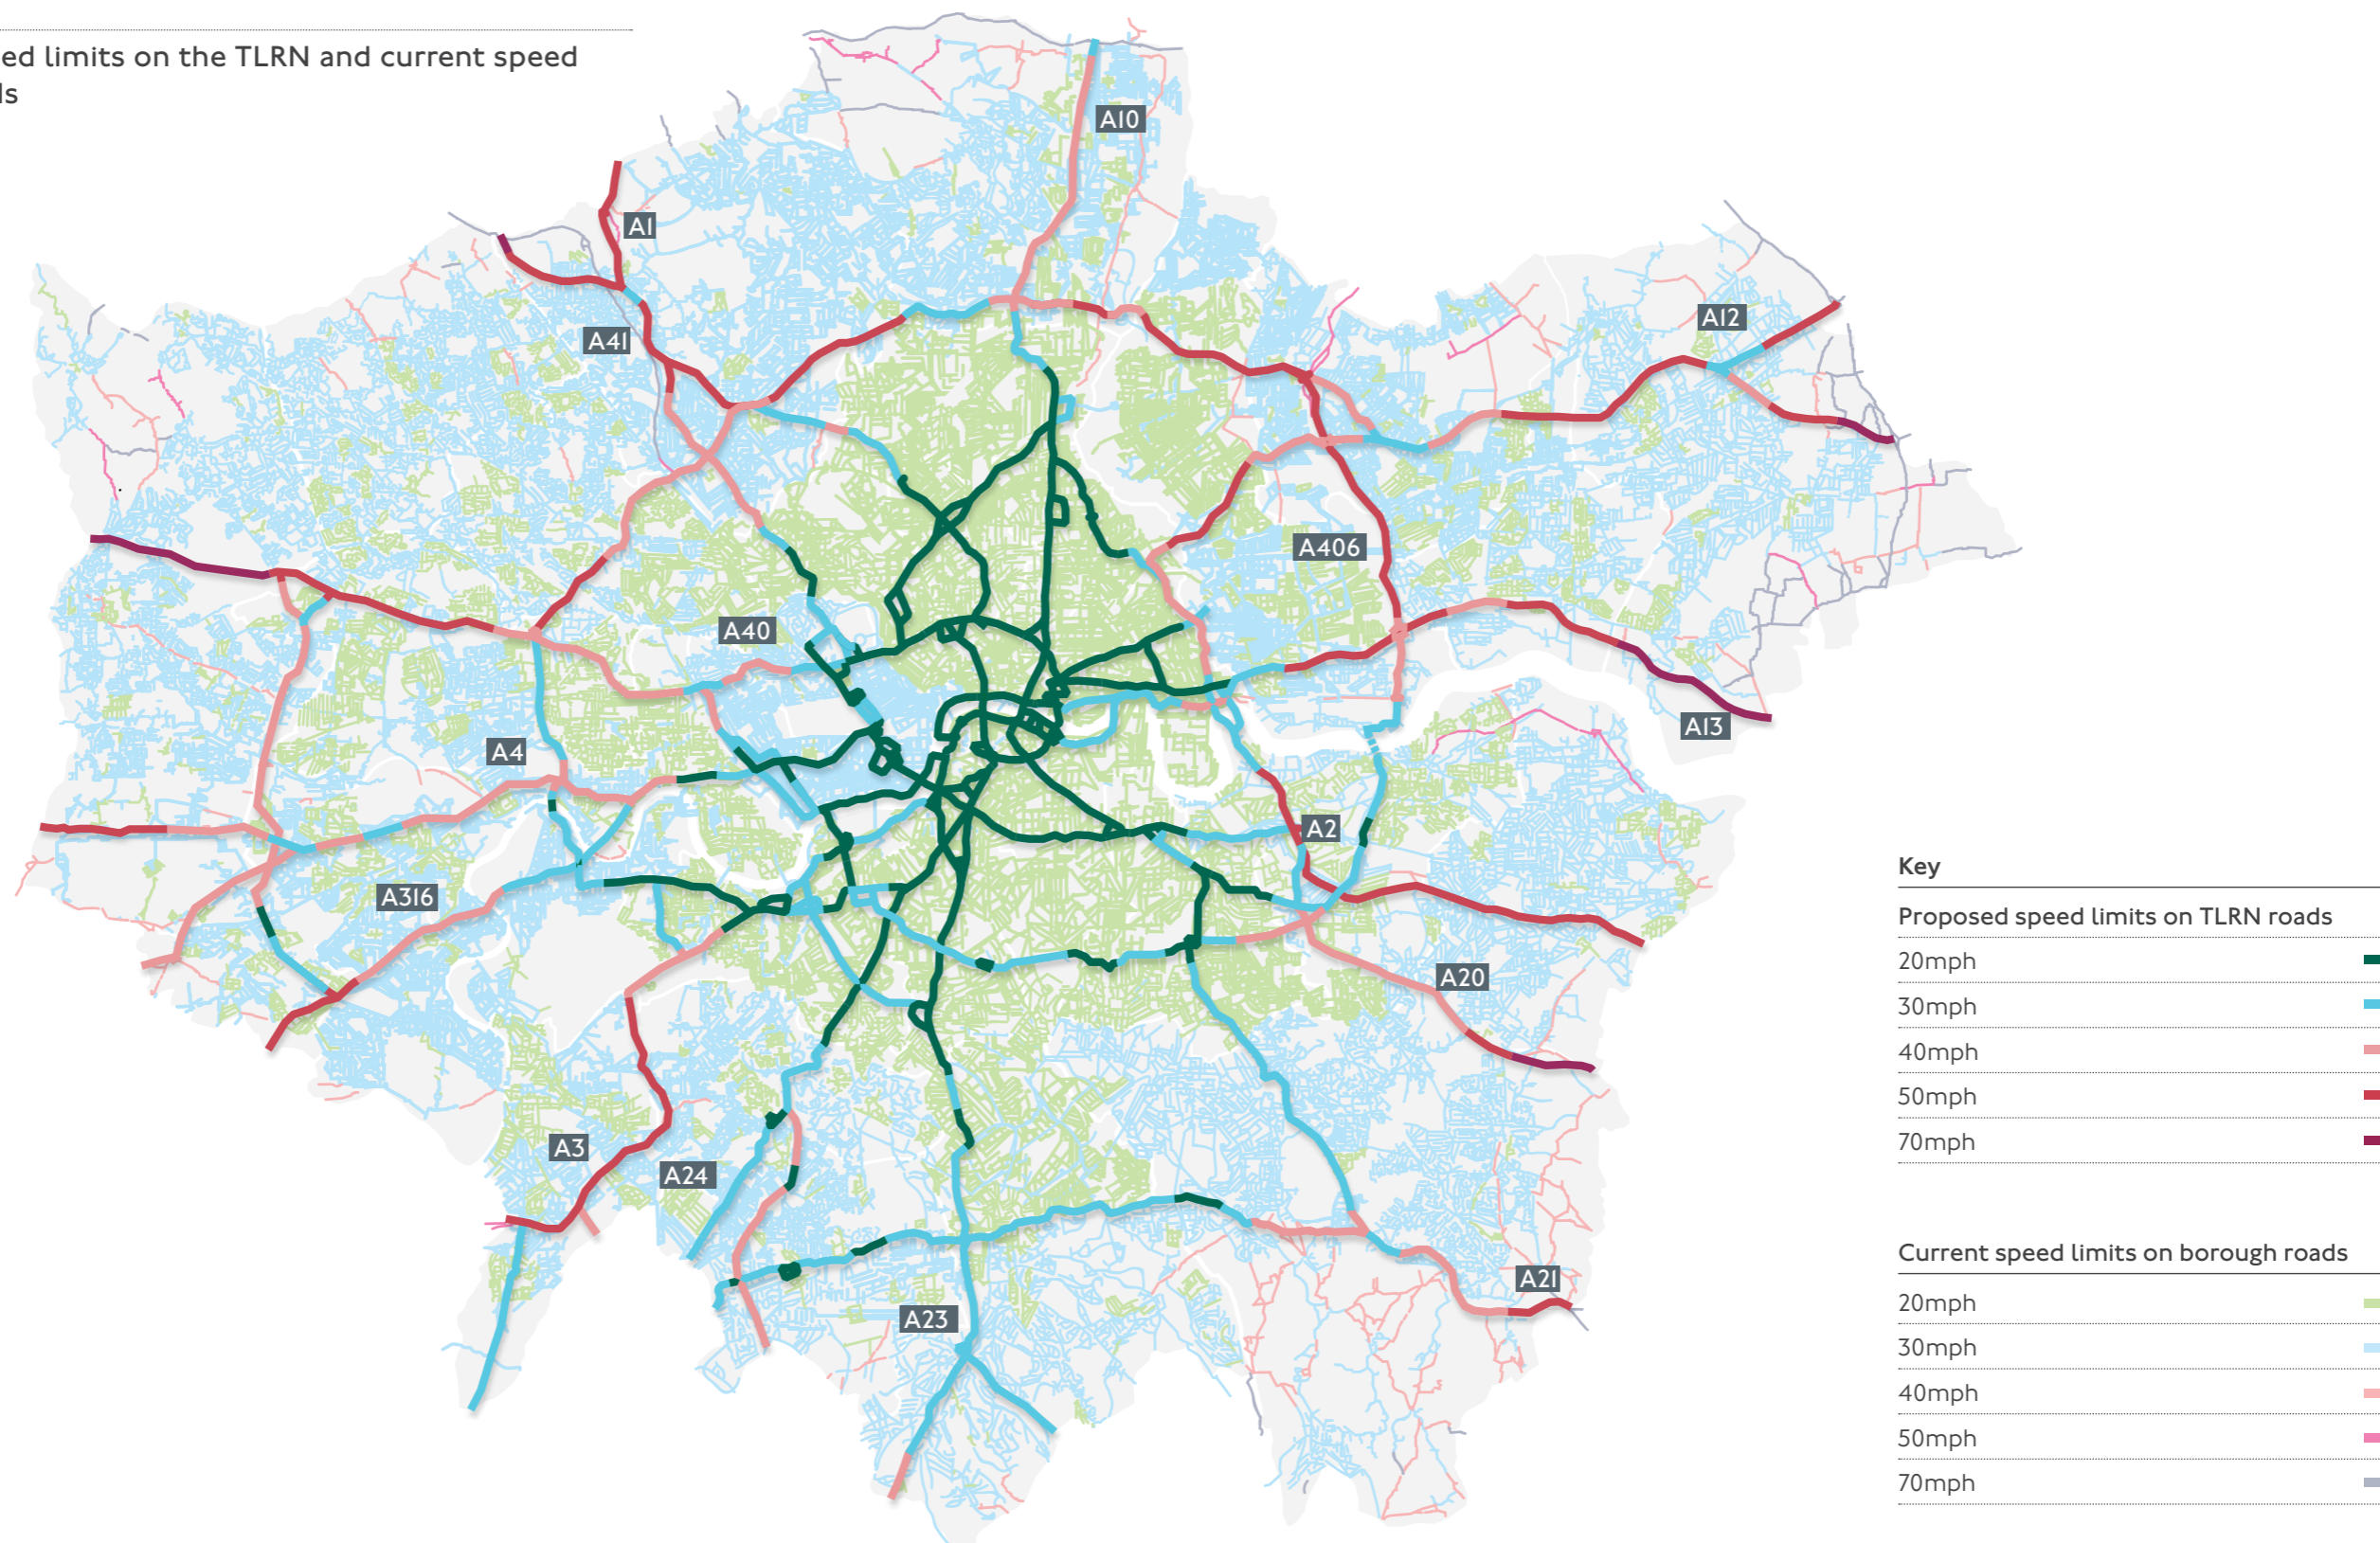 ed limits on the TLRN and current speed
ls
A10
A1
A12
A41
A406
A40
A13
A4
A2
A316
A20
A3
A24
A21
A23
Key
Proposed speed limits on TLRN roads
20mph
30mph
40mph
50mph
70mph
Current speed limits on borough roads
20mph
30mph
40mph
50mph
70mph